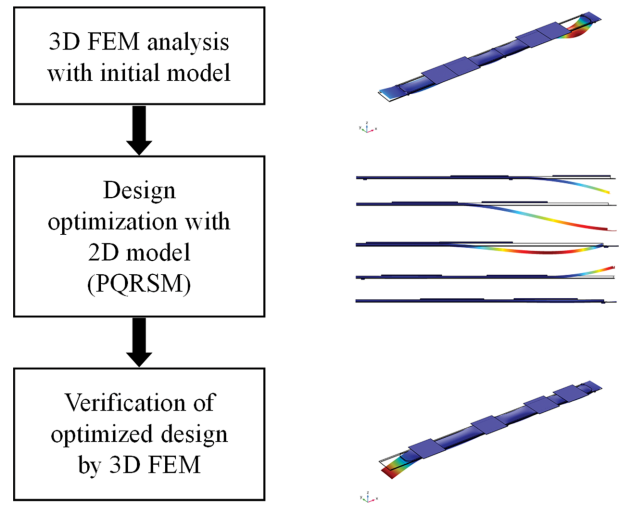 3D FEM analysis
with initial model
Design
optimization with
2D model
(PQRSM)
Verification of
optimized design
by 3D FEM